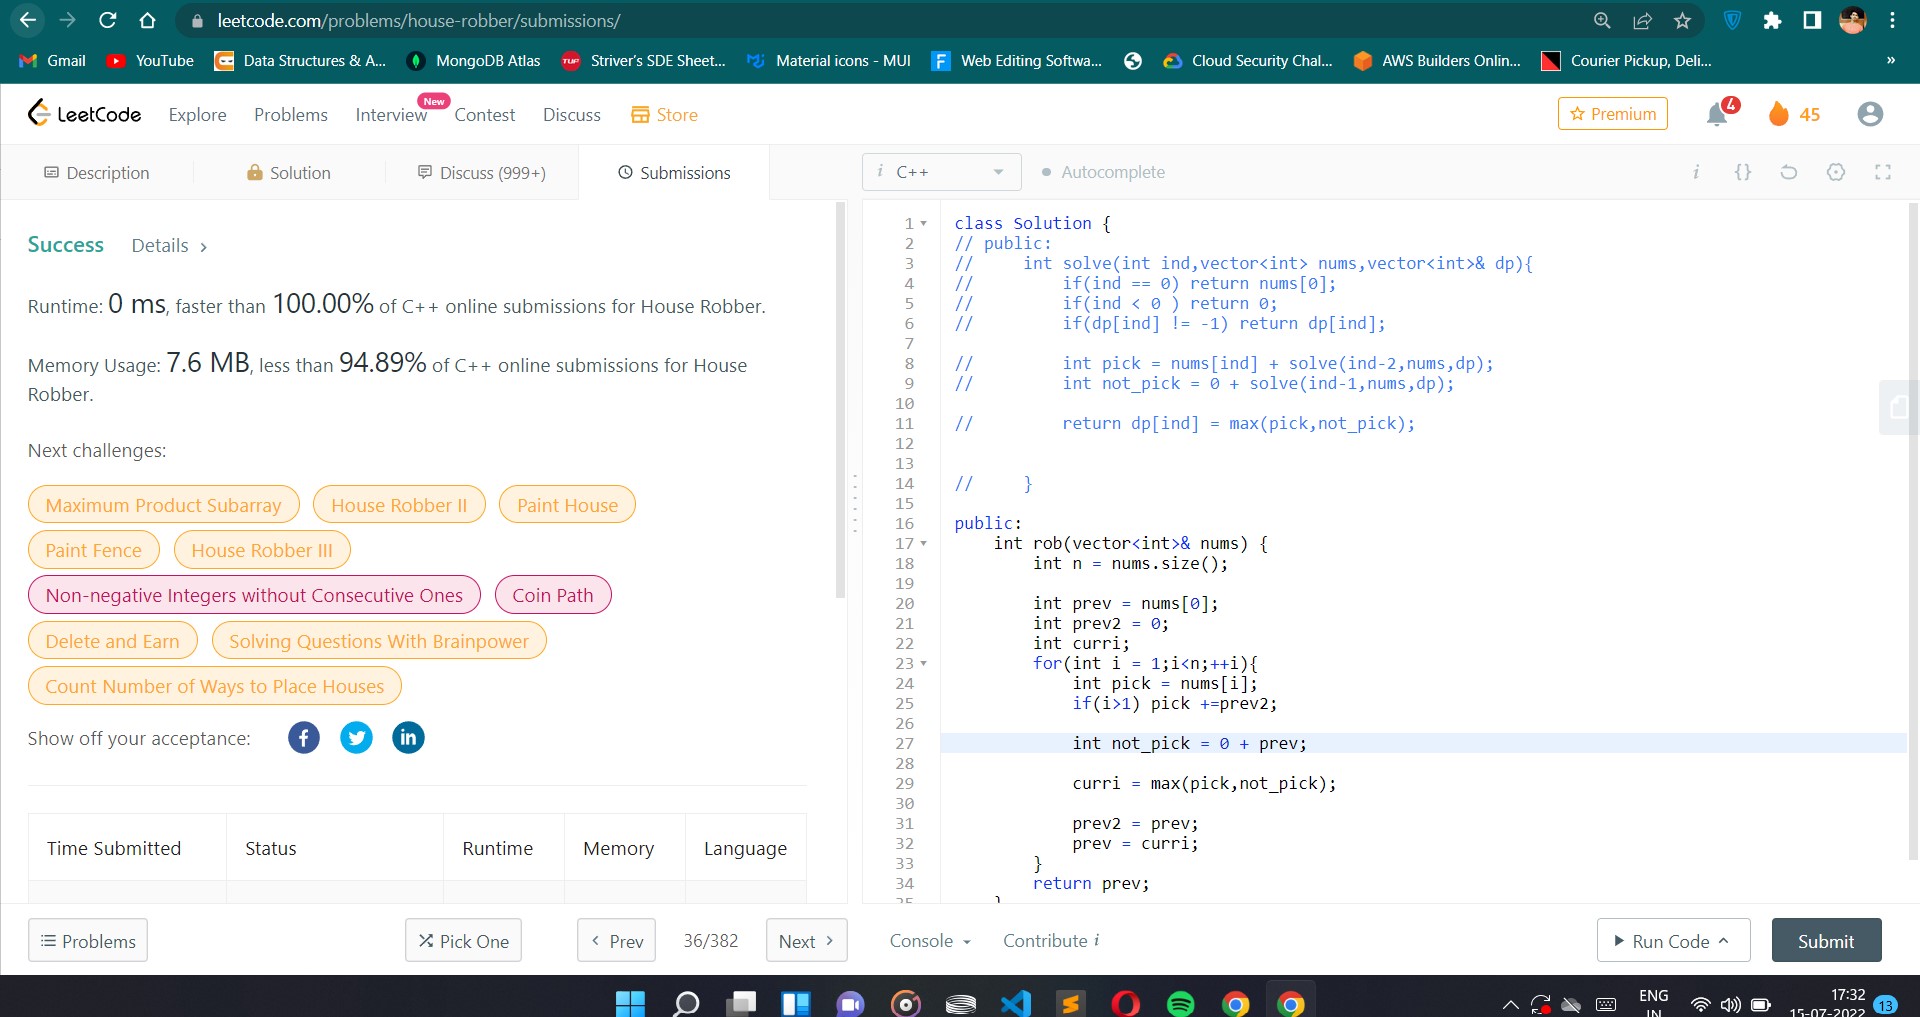 leetcode.com/problems/house-robber/submissions/
Gmail YouTube Data Structures & A... MongoDB Atlas Striver's SDE Sheet... Material icons - MUI Web Editing Softwa... Cloud Security Chal... AWS Builders Onlin... Courier Pickup, Deli... »
LeetCode Explore Problems Interview New Contest Discuss Store Premium 4 45
Description Solution Discuss (999+) Submissions
i C++ Autocomplete i {}
Success Details >
Runtime: 0 ms, faster than 100.00% of C++ online submissions for House Robber.
Memory Usage: 7.6 MB, less than 94.89% of C++ online submissions for House
Robber.
Next challenges:
Maximum Product Subarray House Robber II Paint House
Paint Fence House Robber III
Non-negative Integers without Consecutive Ones Coin Path
Delete and Earn Solving Questions With Brainpower
Count Number of Ways to Place Houses
Show off your acceptance:
Time Submitted Status Runtime Memory Language
1 class Solution {
2 // public:
3 //     int solve(int ind,vector<int> nums,vector<int>& dp){
4 //         if(ind == 0) return nums[0];
5 //         if(ind < 0 ) return 0;
6 //         if(dp[ind] != -1) return dp[ind];
7
8 //         int pick = nums[ind] + solve(ind-2,nums,dp);
9 //         int not_pick = 0 + solve(ind-1,nums,dp);
10
11 //         return dp[ind] = max(pick,not_pick);
12
13
14 //     }
15
16 public:
17     int rob(vector<int>& nums) {
18         int n = nums.size();
19
20         int prev = nums[0];
21         int prev2 = 0;
22         int curri;
23         for(int i = 1;i<n;++i){
24             int pick = nums[i];
25             if(i>1) pick +=prev2;
26
27             int not_pick = 0 + prev;
28
29             curri = max(pick,not_pick);
30
31             prev2 = prev;
32             prev = curri;
33         }
34         return prev;
35     }
Problems Pick One < Prev 36/382 Next > Console Contribute i Run Code Submit
ENG
IN
17:32
15-07-2022
13